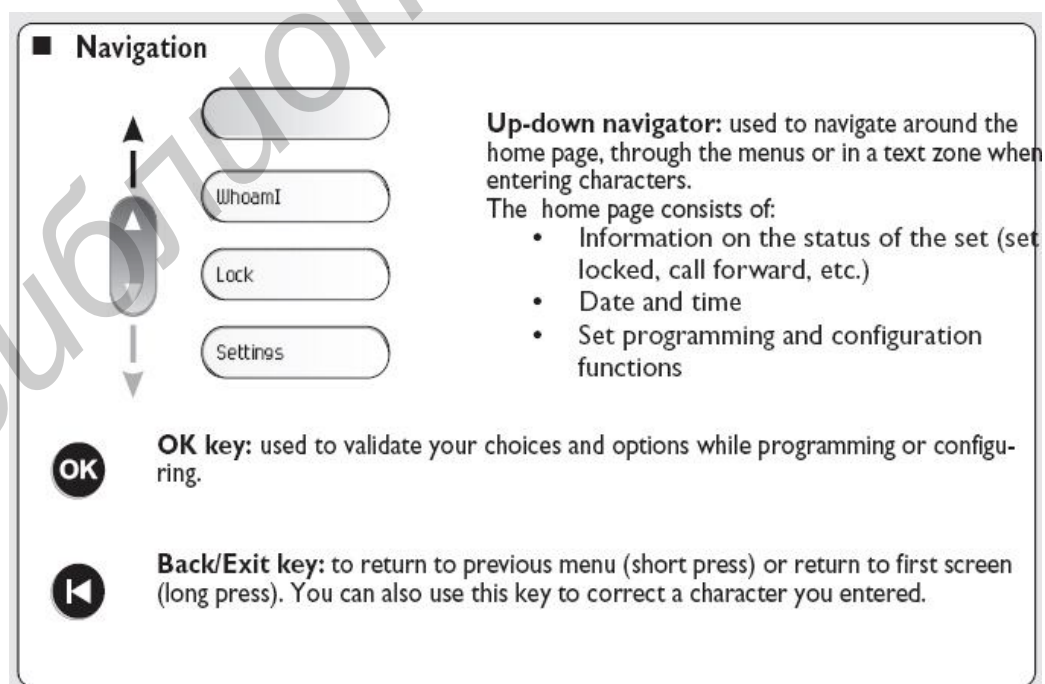 ■ Navigation
WhoamI
Lock
Settings
Up-down navigator: used to navigate around the
home page, through the menus or in a text zone when
entering characters.
The home page consists of:
• Information on the status of the set (set
locked, call forward, etc.)
• Date and time
• Set programming and configuration
functions
OK
OK key: used to validate your choices and options while programming or configu-
ring.
Back/Exit key: to return to previous menu (short press) or return to first screen
(long press). You can also use this key to correct a character you entered.